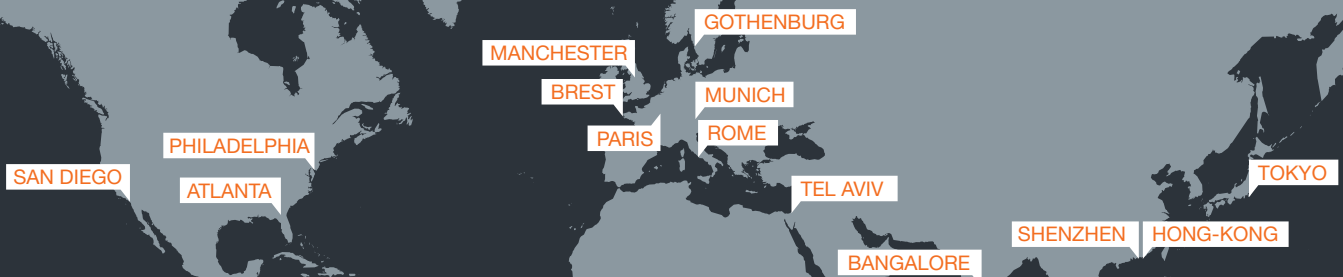 GOTHENBURG
MANCHESTER
BREST
MUNICH
PARIS
ROME
PHILADELPHIA
SAN DIEGO
ATLANTA
TEL AVIV
TOKYO
SHENZHEN
HONG-KONG
BANGALORE